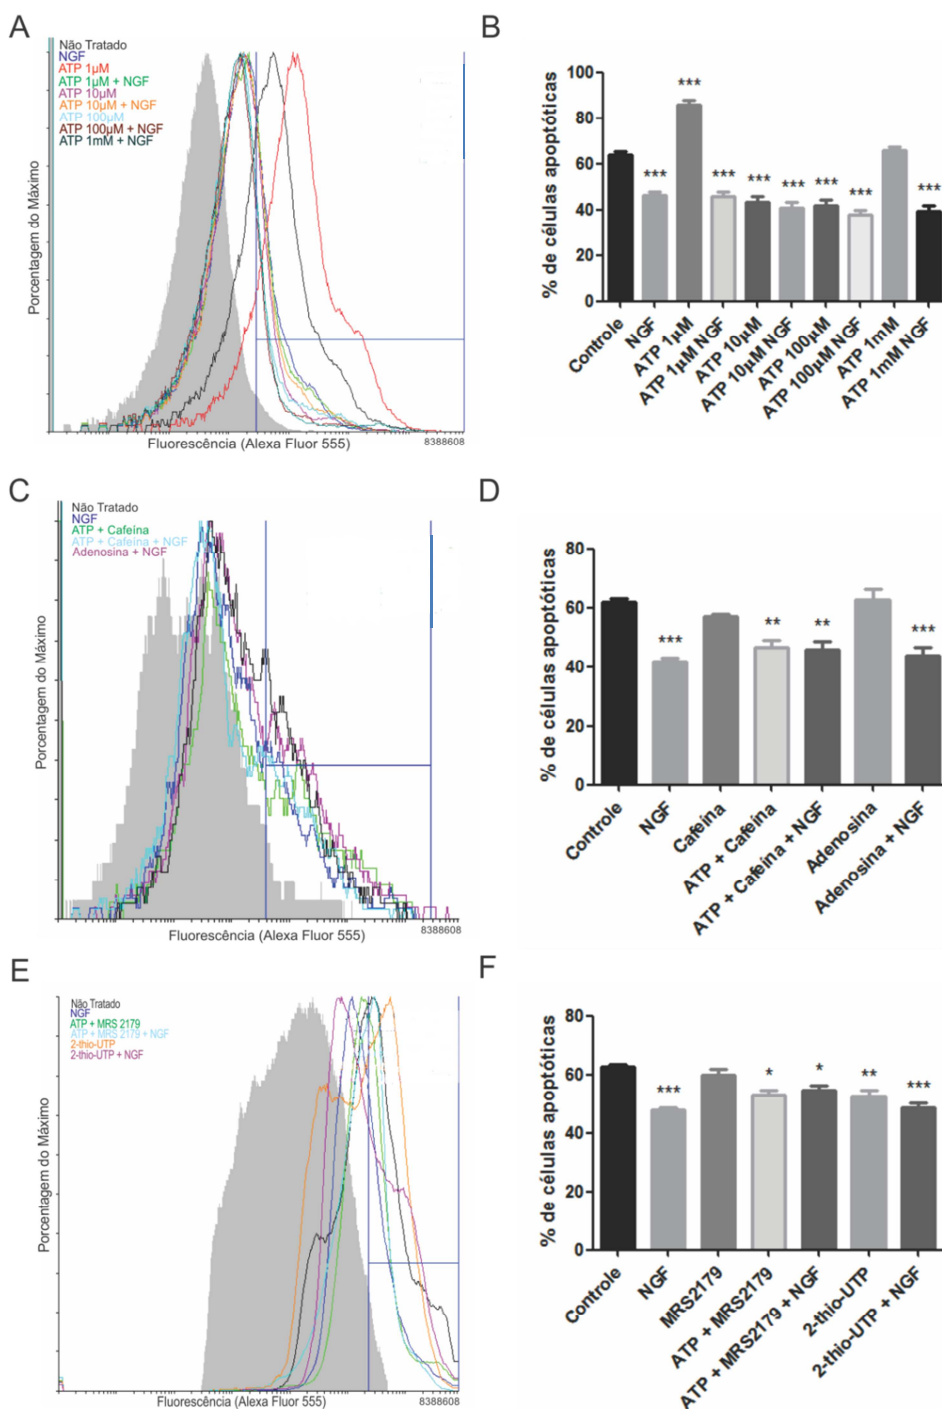 A
Não Tratado
NGF
ATP 1µM
ATP 1µM + NGF
ATP 10µM
ATP 10µM + NGF
ATP 100µM
ATP 100µM + NGF
ATP 1mM + NGF
Porcentagem do Máximo
Fluorescência (Alexa Fluor 555)
8388608
B
% de células apoptóticas
100
80
60
40
20
0
***
***
***
***
***
***
***
***
Controle
NGF
ATP 1µM
ATP 1µM NGF
ATP 10µM
ATP 10µM NGF
ATP 100µM
ATP 100µM NGF
ATP 1mM
ATP 1mM NGF
C
Não Tratado
NGF
ATP + Cafeína
ATP + Cafeína + NGF
Adenosina + NGF
Porcentagem do Máximo
Fluorescência (Alexa Fluor 555)
8388608
D
% de células apoptóticas
80
60
40
20
0
***
**
**
***
Controle
NGF
Cafeína
ATP + Cafeína
ATP + Cafeína + NGF
Adenosina
Adenosina + NGF
E
Não Tratado
NGF
ATP + MRS 2179
ATP + MRS 2179 + NGF
2-thio-UTP
2-thio-UTP + NGF
Porcentagem do Máximo
Fluorescência (Alexa Fluor 555)
8388608
F
% de células apoptóticas
80
60
40
20
0
***
*
*
**
***
Controle
NGF
MRS2179
ATP + MRS2179
ATP + MRS2179 + NGF
2-thio-UTP
2-thio-UTP + NGF